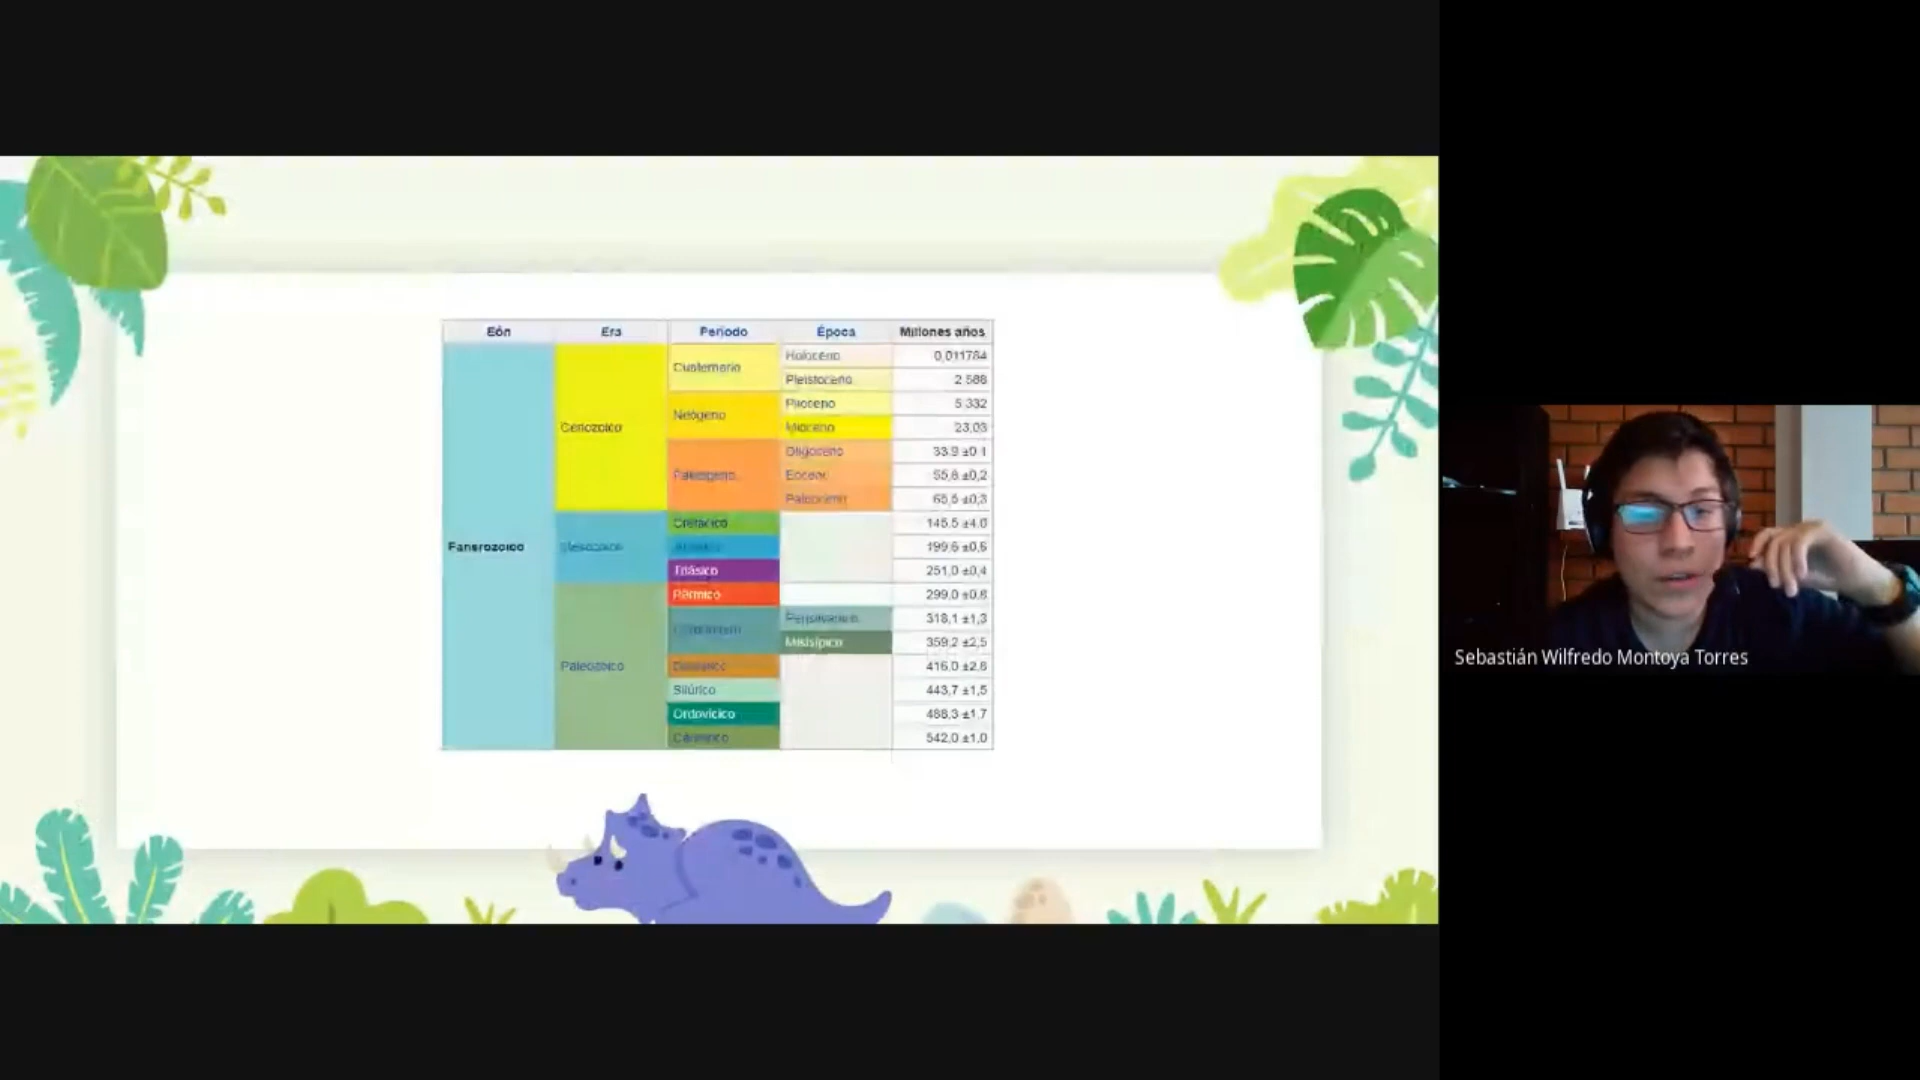 Eón Era Período Época Millones años
Cuaternario Holoceno 0,011784
Pleistoceno 2.588
Neógeno Plioceno 5.332
Cenozoico Mioceno 23,03
Oligoceno 33.9 ±0.1
Paleógeno Eoceno 55,8 ±0,2
Paleoceno 65,5 ±0,3
Cretácico 145,5 ±4.0
Fanerozoico Mesozoico 199,6 ±0,6
Triásico 251,0 ±0,4
Pérmico 299,0 ±0,8
Pensilvánico 318,1 ±1,3
Misisípico 359,2 ±2,5
Paleozoico 416,0 ±2,8
Silúrico 443,7 ±1,5
Ordovícico 488,3 ±1,7
Cámbrico 542,0 ±1,0
Sebastián Wilfredo Montoya Torres